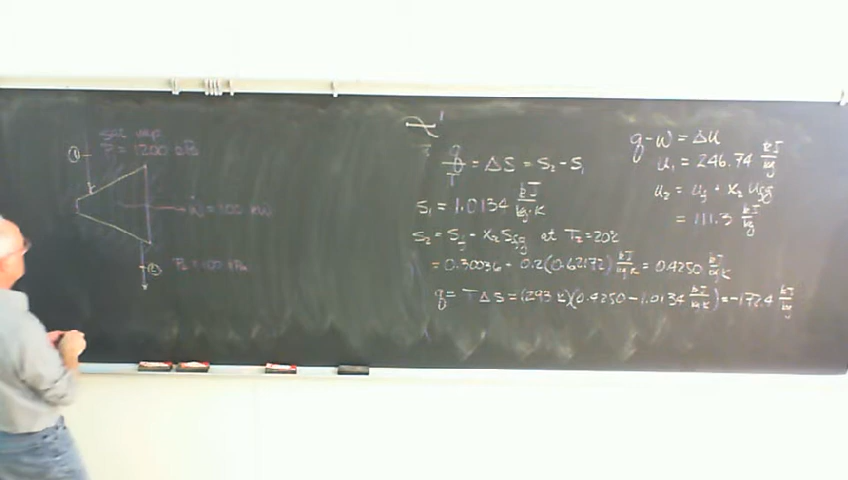 ① sat. vap.
P = 1200 kPa
Ẇ = 100 kW
② P₂ = 100 kPa
q/T = ΔS = S₂ - S₁
S₁ = 1.0134 kJ/kg·K
S₂ = S_f - x₂ S_fg at T₂ = 20°C
= 0.30036 - 0.2(0.62172) kJ/kg·K = 0.4250 kJ/kg·K
q = TΔS = (293 K)(0.4250 - 1.0134 kJ/kg·K) = -172.4 kJ/kg
q - w = Δu
u₁ = 246.74 kJ/kg
u₂ = u_f + x₂ u_fg
= 111.3 kJ/kg